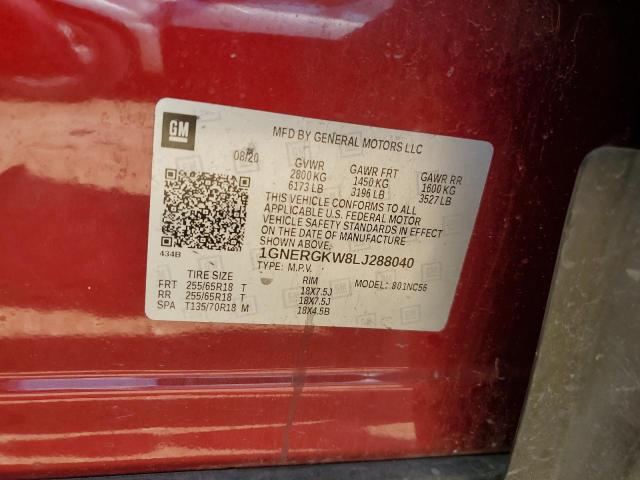 GM
MFD BY GENERAL MOTORS LLC
08/20
GVWR GAWR FRT GAWR RR
2800 KG 1450 KG 1600 KG
6173 LB 3196 LB 3527 LB
THIS VEHICLE CONFORMS TO ALL
APPLICABLE U.S. FEDERAL MOTOR
VEHICLE SAFETY STANDARDS IN EFFECT
ON THE DATE OF MANUFACTURE
SHOWN ABOVE.
434B
1GNERGKW8LJ288040
TYPE: M.P.V. MODEL: 801NC56
TIRE SIZE RIM
FRT 255/65R18 T 18X7.5J
RR 255/65R18 T 18X7.5J
SPA T135/70R18 M 18X4.5B